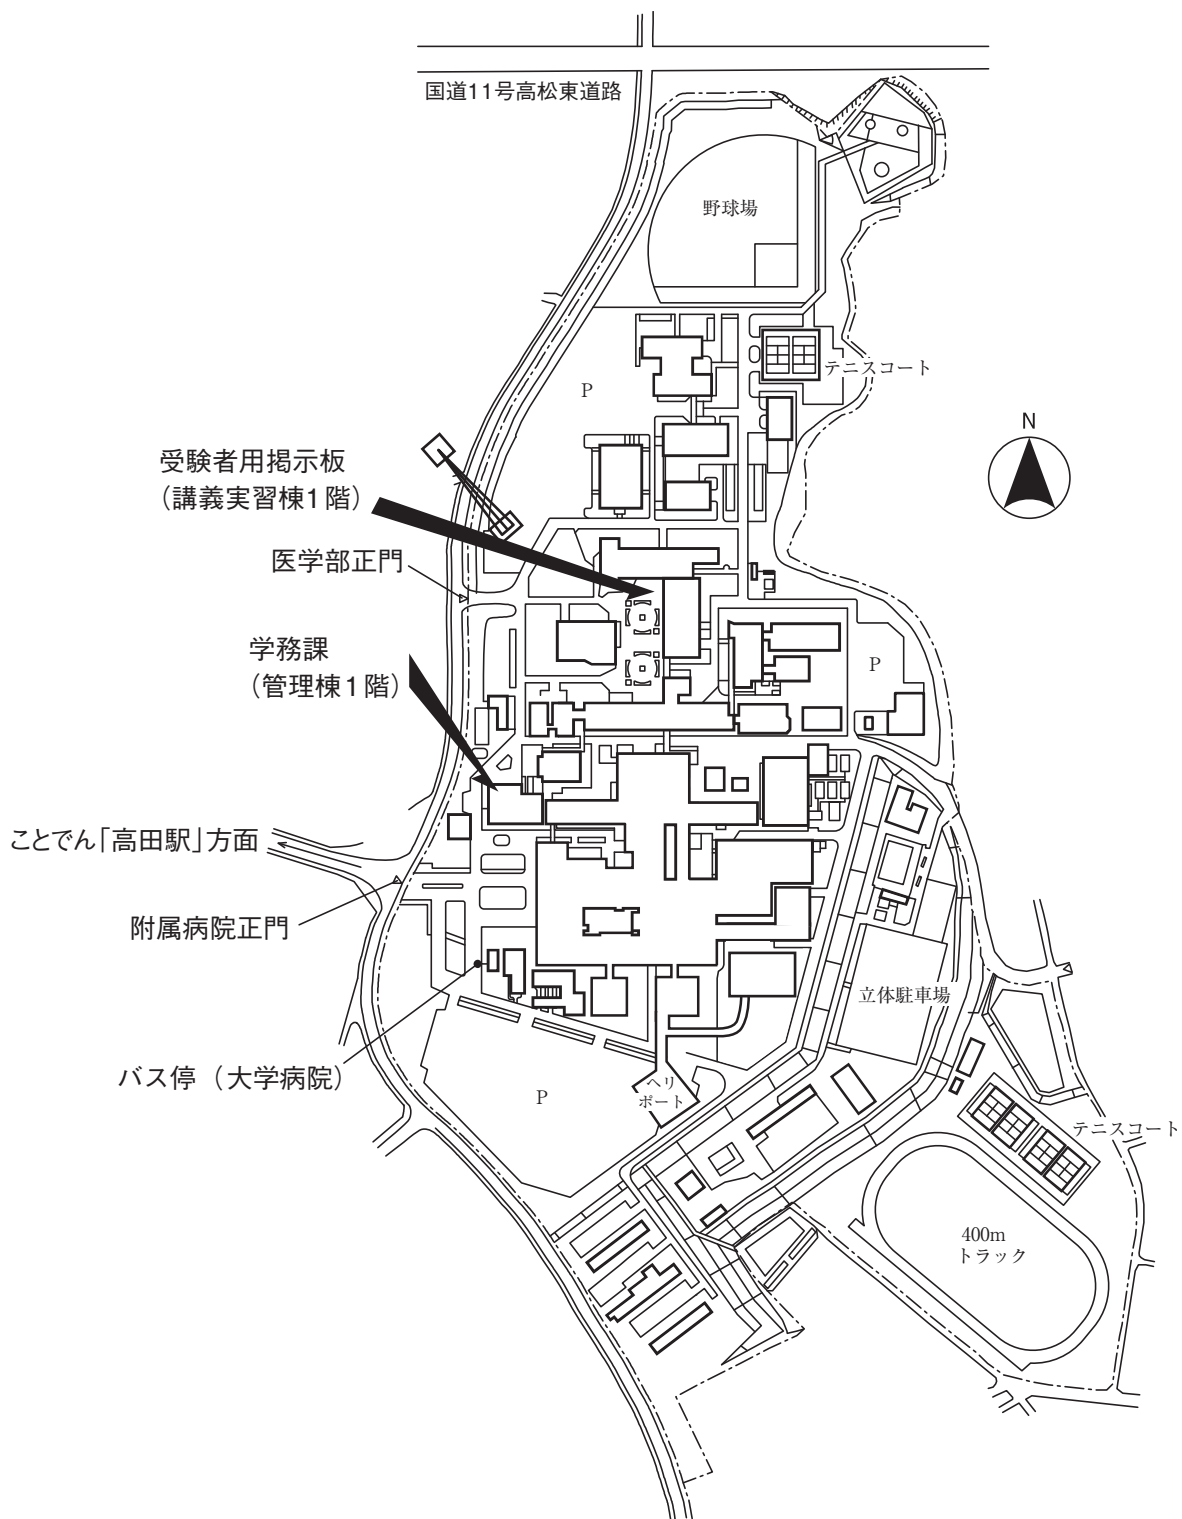 国道11号高松東道路
野球場
テニスコート
P
N
受験者用掲示板
（講義実習棟1階）
医学部正門
学務課
（管理棟1階）
P
ことでん「高田駅」方面
附属病院正門
立体駐車場
バス停（大学病院）
P
ヘリ
ポート
テニスコート
400m
トラック